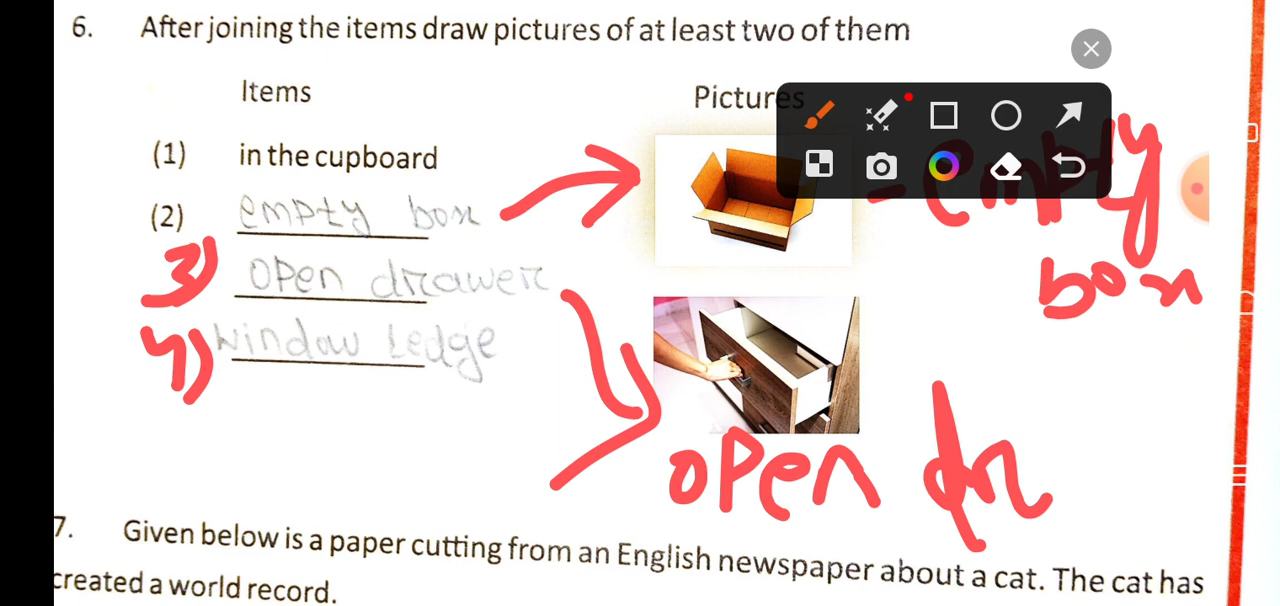 6. After joining the items draw pictures of at least two of them
Items
Pictures
(1) in the cupboard
(2) empty box
3) open drawer
4) window Ledge
- empty
box
open dr
7. Given below is a paper cutting from an English newspaper about a cat. The cat has
created a world record.